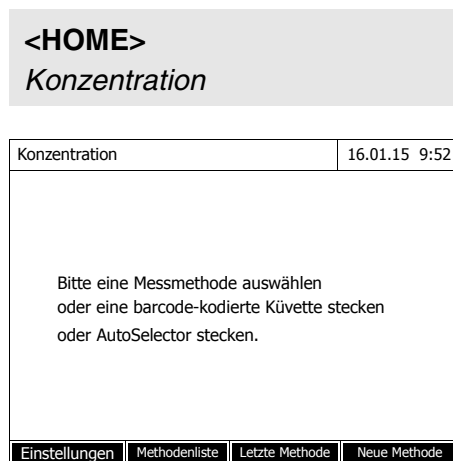 <HOME>
Konzentration
Konzentration 16.01.15 9:52
Bitte eine Messmethode auswählen
oder eine barcode-kodierte Küvette stecken
oder AutoSelector stecken.
Einstellungen Methodenliste Letzte Methode Neue Methode